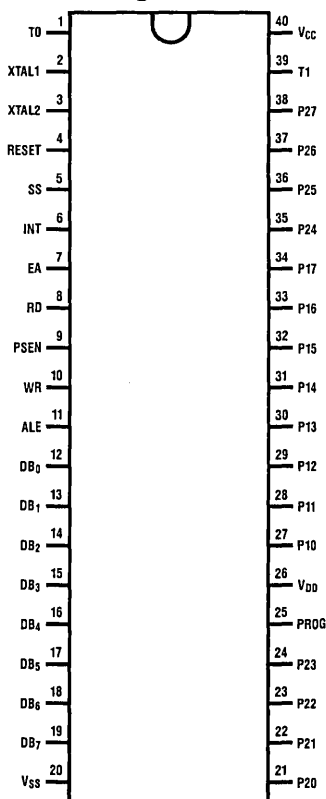 T0 1 40 VCC
XTAL1 2 39 T1
XTAL2 3 38 P27
RESET 4 37 P26
SS 5 36 P25
INT 6 35 P24
EA 7 34 P17
RD 8 33 P16
PSEN 9 32 P15
WR 10 31 P14
ALE 11 30 P13
DB0 12 29 P12
DB1 13 28 P11
DB2 14 27 P10
DB3 15 26 VDD
DB4 16 25 PROG
DB5 17 24 P23
DB6 18 23 P22
DB7 19 22 P21
VSS 20 21 P20